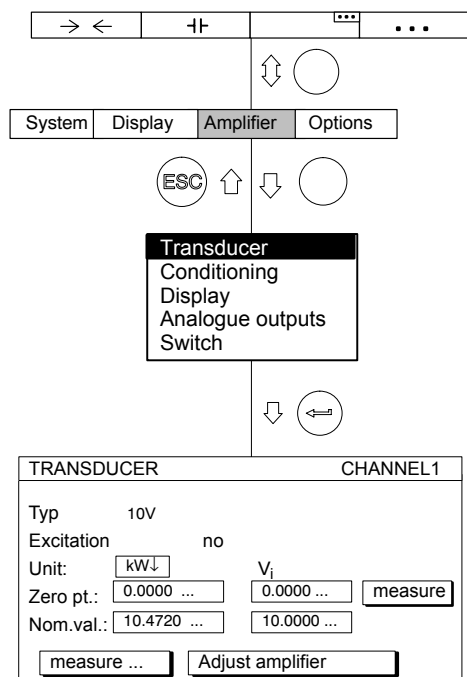 → ← ⊣⊢ ... ...
System Display Amplifier Options
ESC
Transducer
Conditioning
Display
Analogue outputs
Switch
TRANSDUCER CHANNEL1
Typ 10V
Excitation no
Unit: kW↓ Vi
Zero pt.: 0.0000 ... 0.0000 ... measure
Nom.val.: 10.4720 ... 10.0000 ...
measure ... Adjust amplifier